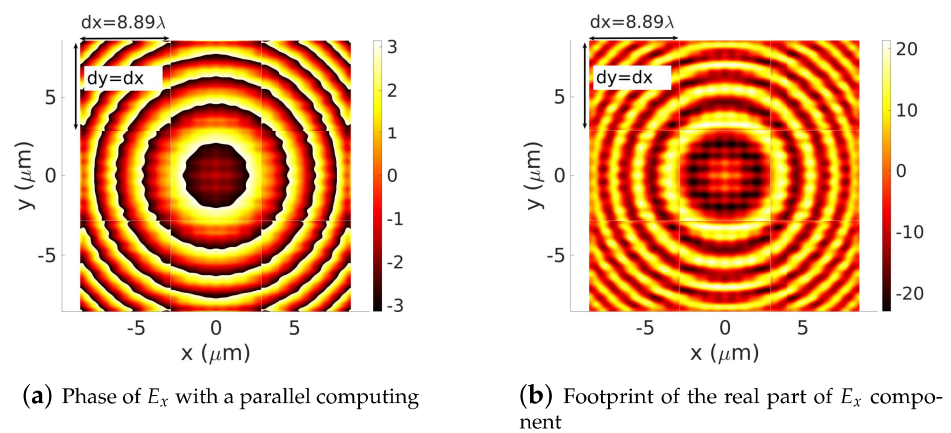 dx=8.89λ
dy=dx
5
0
-5
y (μm)
-5
0
5
x (μm)
3
2
1
0
-1
-2
-3
(a) Phase of Eₓ with a parallel computing
dx=8.89λ
dy=dx
5
0
-5
y (μm)
-5
0
5
x (μm)
20
10
0
-10
-20
(b) Footprint of the real part of Eₓ compo-
nent